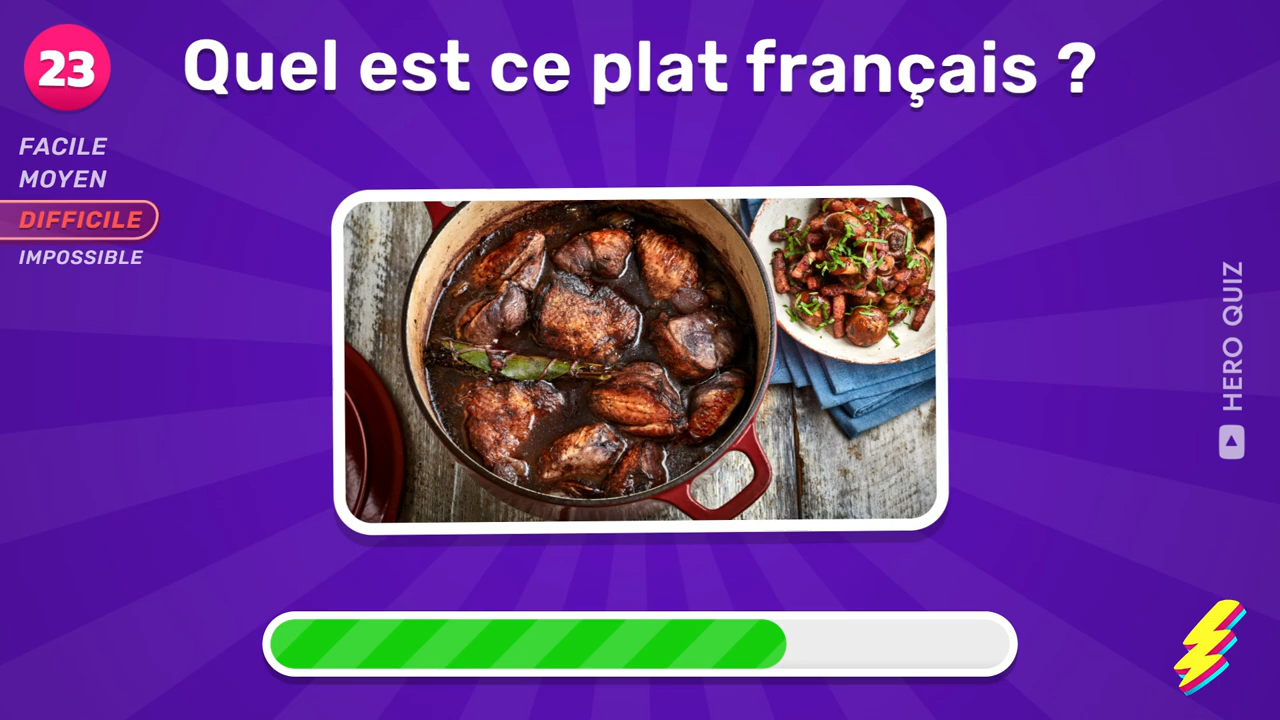 23
Quel est ce plat français ?
FACILE
MOYEN
DIFFICILE
IMPOSSIBLE
HERO QUIZ